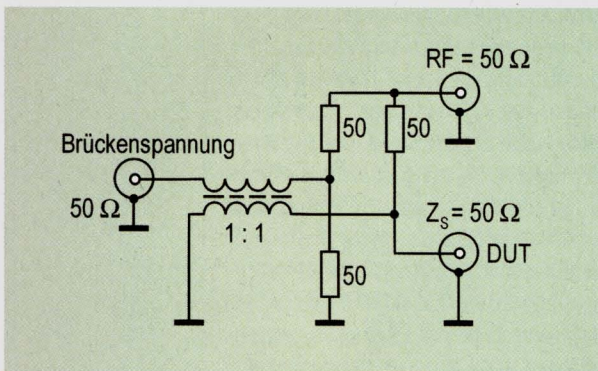 RF = 50 Ω
50
50
Brückenspannung
50 Ω
1 : 1
Z_S = 50 Ω
DUT
50